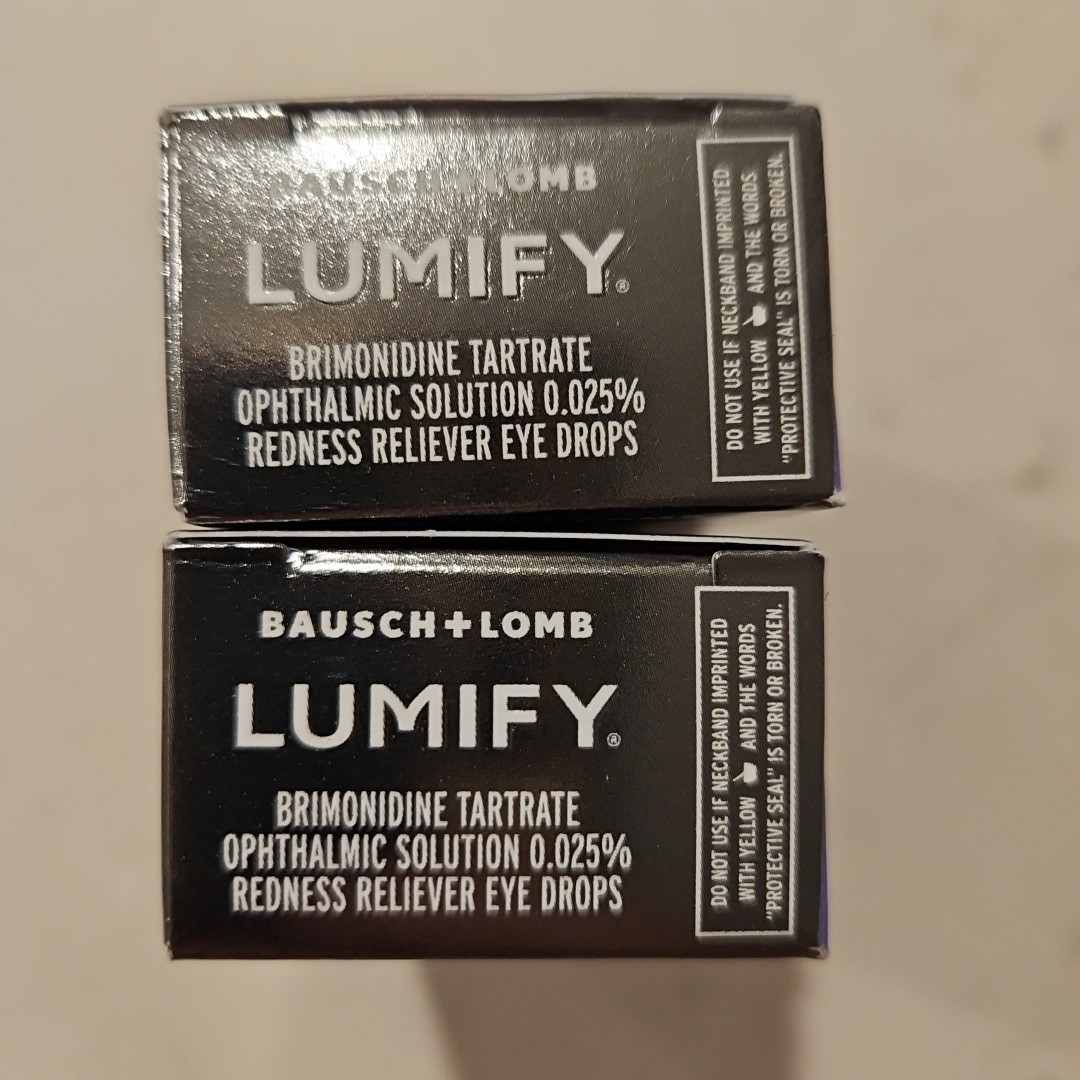 BAUSCH + LOMB
LUMIFY®
BRIMONIDINE TARTRATE
OPHTHALMIC SOLUTION 0.025%
REDNESS RELIEVER EYE DROPS
DO NOT USE IF NECKBAND IMPRINTED
WITH YELLOW AND THE WORDS
"PROTECTIVE SEAL" IS TORN OR BROKEN.
BAUSCH + LOMB
LUMIFY®
BRIMONIDINE TARTRATE
OPHTHALMIC SOLUTION 0.025%
REDNESS RELIEVER EYE DROPS
DO NOT USE IF NECKBAND IMPRINTED
WITH YELLOW AND THE WORDS
"PROTECTIVE SEAL" IS TORN OR BROKEN.